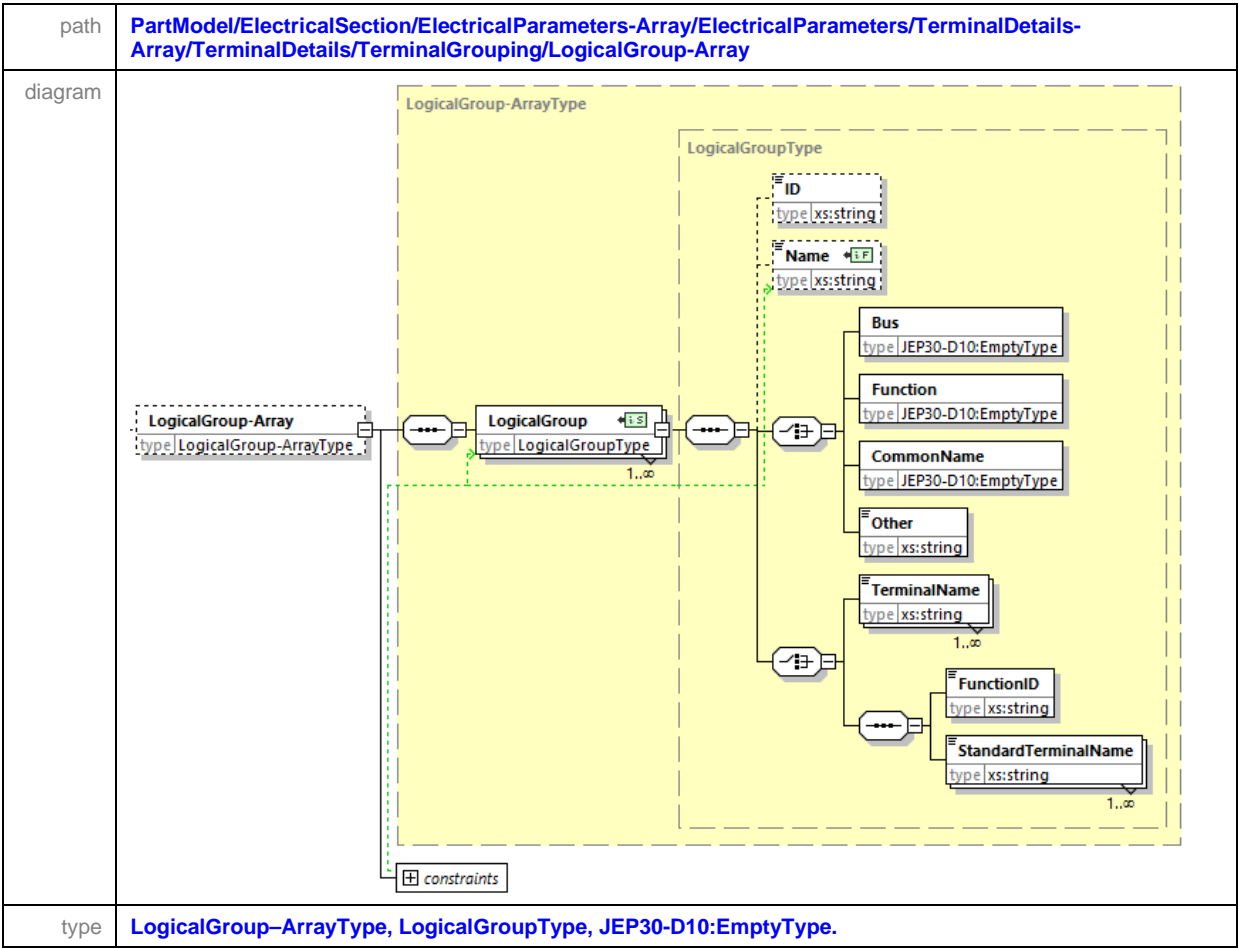 path
PartModel/ElectricalSection/ElectricalParameters-Array/ElectricalParameters/TerminalDetails-
Array/TerminalDetails/TerminalGrouping/LogicalGroup-Array
diagram
LogicalGroup-ArrayType
LogicalGroupType
ID
type xs:string
Name i F
type xs:string
Bus
type JEP30-D10:EmptyType
Function
type JEP30-D10:EmptyType
LogicalGroup-Array
type LogicalGroup-ArrayType
LogicalGroup i S
type LogicalGroupType
1..∞
CommonName
type JEP30-D10:EmptyType
Other
type xs:string
TerminalName
type xs:string
1..∞
FunctionID
type xs:string
StandardTerminalName
type xs:string
1..∞
constraints
type
LogicalGroup–ArrayType, LogicalGroupType, JEP30-D10:EmptyType.